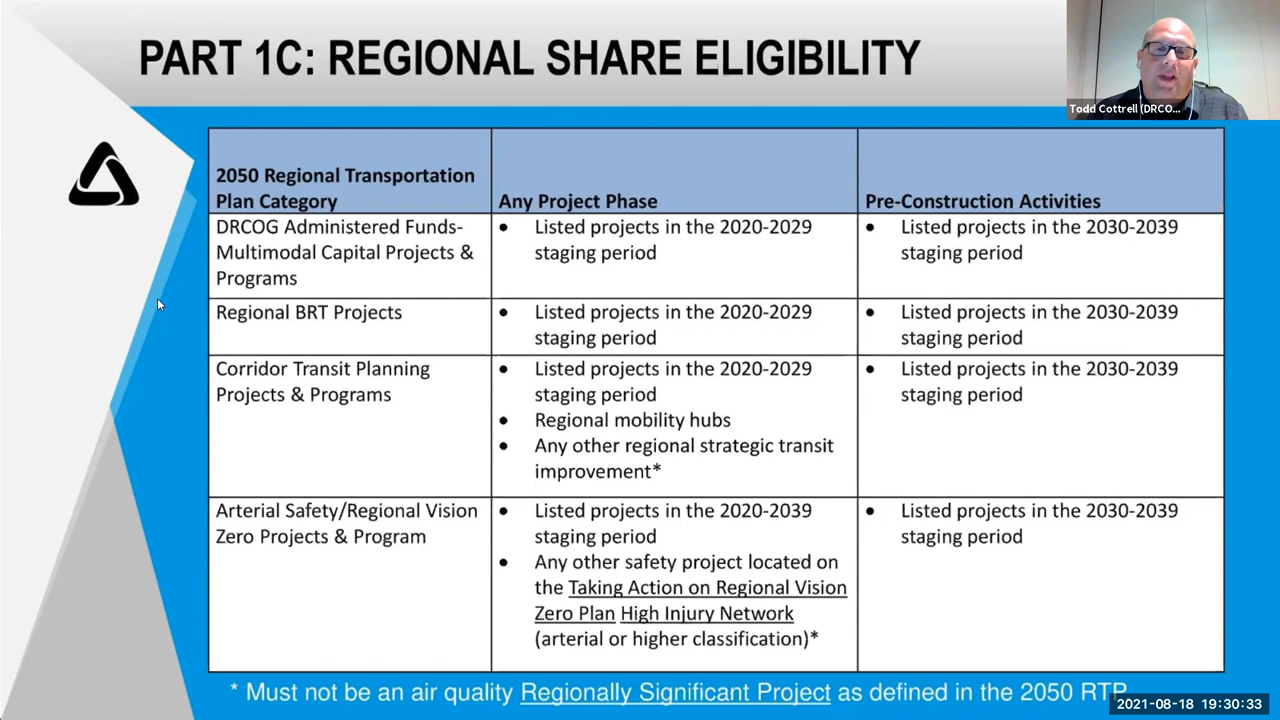 PART 1C: REGIONAL SHARE ELIGIBILITY
Todd Cottrell (DRCO...
2050 Regional Transportation
Plan Category
Any Project Phase
Pre-Construction Activities
DRCOG Administered Funds-
Multimodal Capital Projects &
Programs
• Listed projects in the 2020-2029
staging period
• Listed projects in the 2030-2039
staging period
Regional BRT Projects
• Listed projects in the 2020-2029
staging period
• Listed projects in the 2030-2039
staging period
Corridor Transit Planning
Projects & Programs
• Listed projects in the 2020-2029
staging period
• Regional mobility hubs
• Any other regional strategic transit
improvement*
• Listed projects in the 2030-2039
staging period
Arterial Safety/Regional Vision
Zero Projects & Program
• Listed projects in the 2020-2039
staging period
• Any other safety project located on
the Taking Action on Regional Vision
Zero Plan High Injury Network
(arterial or higher classification)*
• Listed projects in the 2030-2039
staging period
* Must not be an air quality Regionally Significant Project as defined in the 2050 RTP
2021-08-18 19:30:33